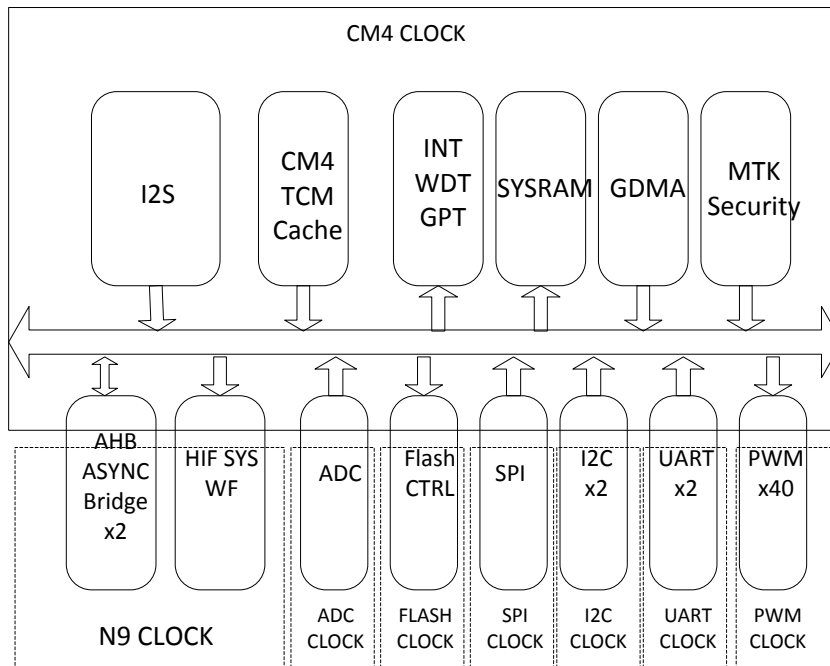 CM4 CLOCK
I2S
CM4
TCM
Cache
INT
WDT
GPT
SYSRAM
GDMA
MTK
Security
AHB
ASYNC
Bridge
x2
HIF SYS
WF
ADC
Flash
CTRL
SPI
I2C
x2
UART
x2
PWM
x40
N9 CLOCK
ADC
CLOCK
FLASH
CLOCK
SPI
CLOCK
I2C
CLOCK
UART
CLOCK
PWM
CLOCK